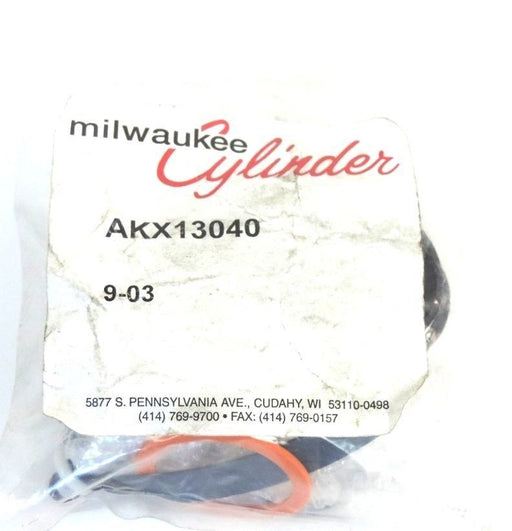 milwaukee Cylinder
AKX13040
9-03
5877 S. PENNSYLVANIA AVE., CUDAHY, WI 53110-0498
(414) 769-9700 • FAX: (414) 769-0157